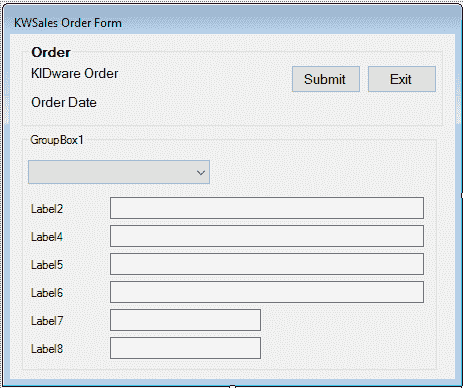 KWSales Order Form
Order
KIDware Order
Submit
Exit
Order Date
GroupBox1
Label2
Label4
Label5
Label6
Label7
Label8